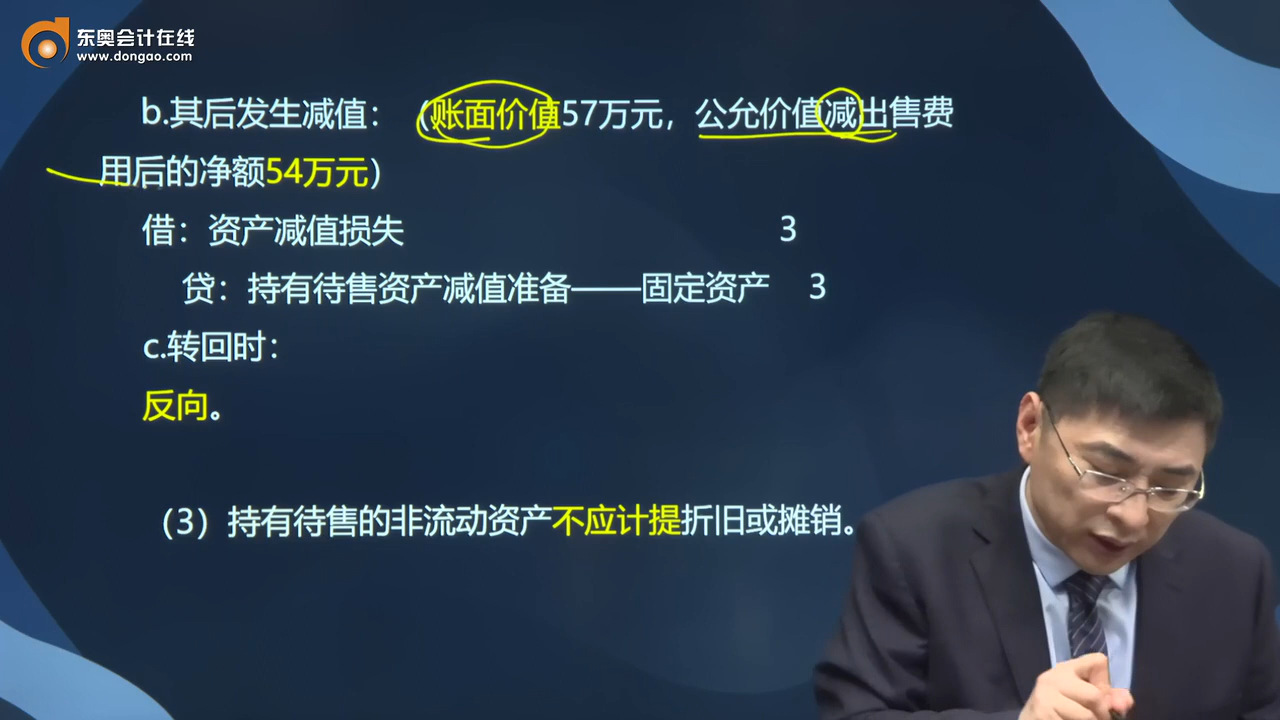 东奥会计在线
www.dongao.com
b.其后发生减值：（账面价值57万元，公允价值减出售费
用后的净额54万元）
借：资产减值损失 3
贷：持有待售资产减值准备——固定资产 3
c.转回时：
反向。
（3）持有待售的非流动资产不应计提折旧或摊销。